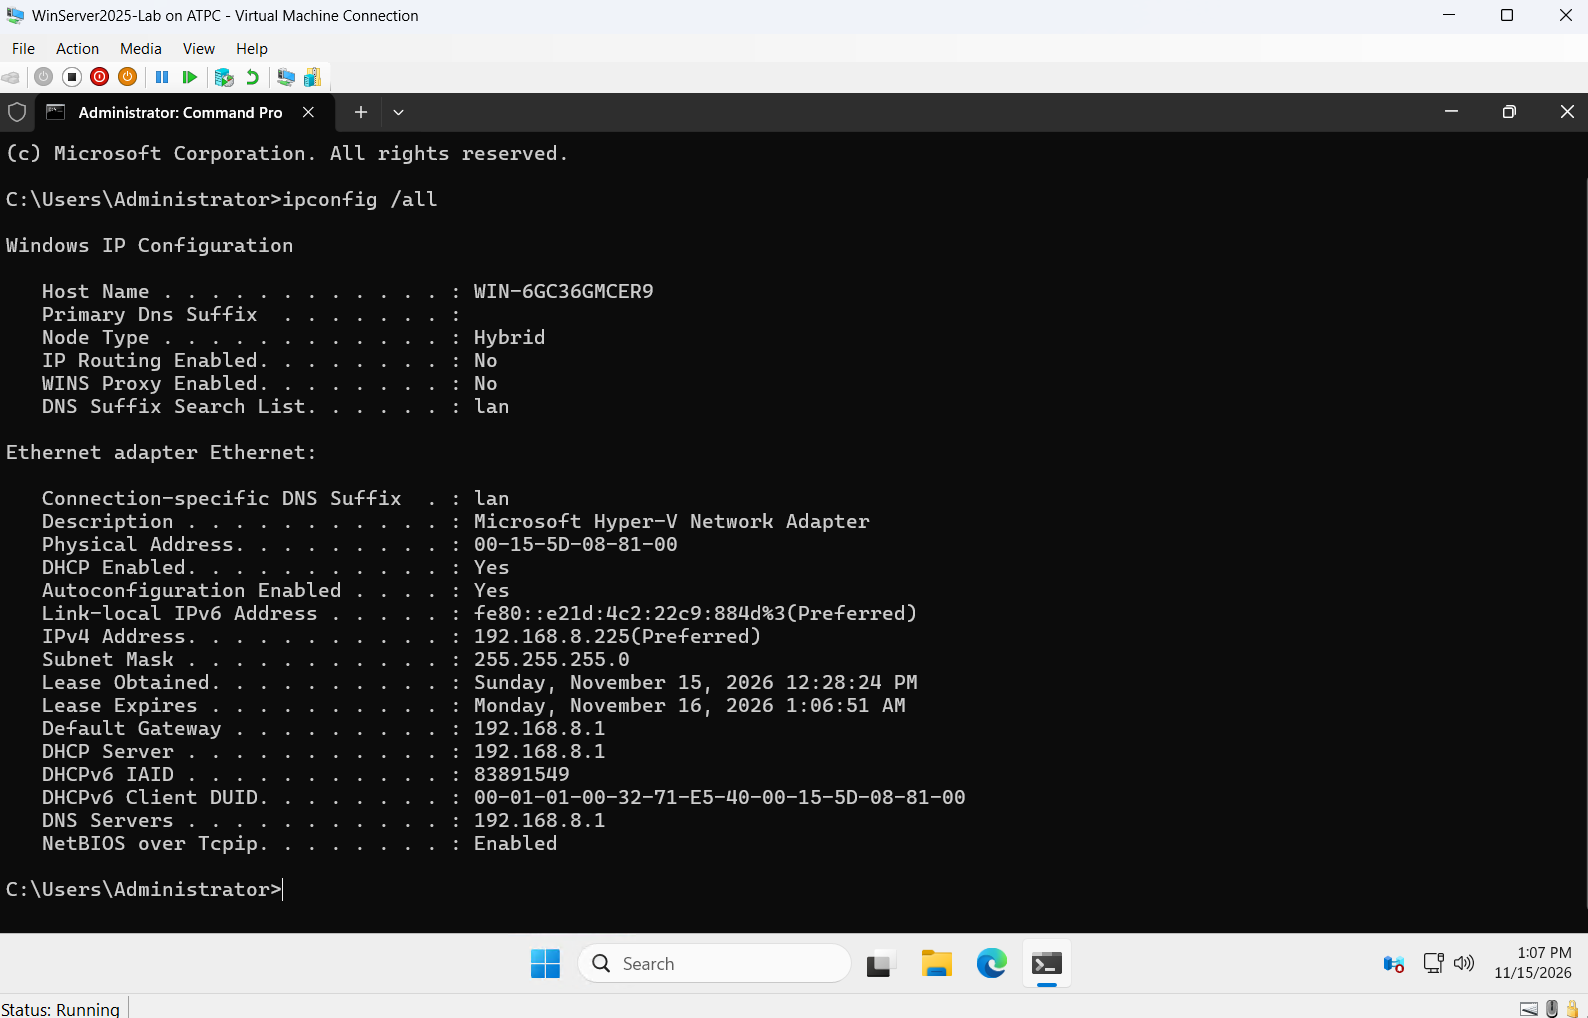 WinServer2025-Lab on ATPC - Virtual Machine Connection
File Action Media View Help
Administrator: Command Pro
(c) Microsoft Corporation. All rights reserved.
C:\Users\Administrator>ipconfig /all
Windows IP Configuration
Host Name . . . . . . . . . . . . : WIN-6GC36GMCER9
Primary Dns Suffix  . . . . . . . :
Node Type . . . . . . . . . . . . : Hybrid
IP Routing Enabled. . . . . . . . : No
WINS Proxy Enabled. . . . . . . . : No
DNS Suffix Search List. . . . . . : lan
Ethernet adapter Ethernet:
Connection-specific DNS Suffix  . : lan
Description . . . . . . . . . . . : Microsoft Hyper-V Network Adapter
Physical Address. . . . . . . . . : 00-15-5D-08-81-00
DHCP Enabled. . . . . . . . . . . : Yes
Autoconfiguration Enabled . . . . : Yes
Link-local IPv6 Address . . . . . : fe80::e21d:4c2:22c9:884d%3(Preferred)
IPv4 Address. . . . . . . . . . . : 192.168.8.225(Preferred)
Subnet Mask . . . . . . . . . . . : 255.255.255.0
Lease Obtained. . . . . . . . . . : Sunday, November 15, 2026 12:28:24 PM
Lease Expires . . . . . . . . . . : Monday, November 16, 2026 1:06:51 AM
Default Gateway . . . . . . . . . : 192.168.8.1
DHCP Server . . . . . . . . . . . : 192.168.8.1
DHCPv6 IAID . . . . . . . . . . . : 83891549
DHCPv6 Client DUID. . . . . . . . : 00-01-01-00-32-71-E5-40-00-15-5D-08-81-00
DNS Servers . . . . . . . . . . . : 192.168.8.1
NetBIOS over Tcpip. . . . . . . . : Enabled
C:\Users\Administrator>
Search
1:07 PM
11/15/2026
Status: Running